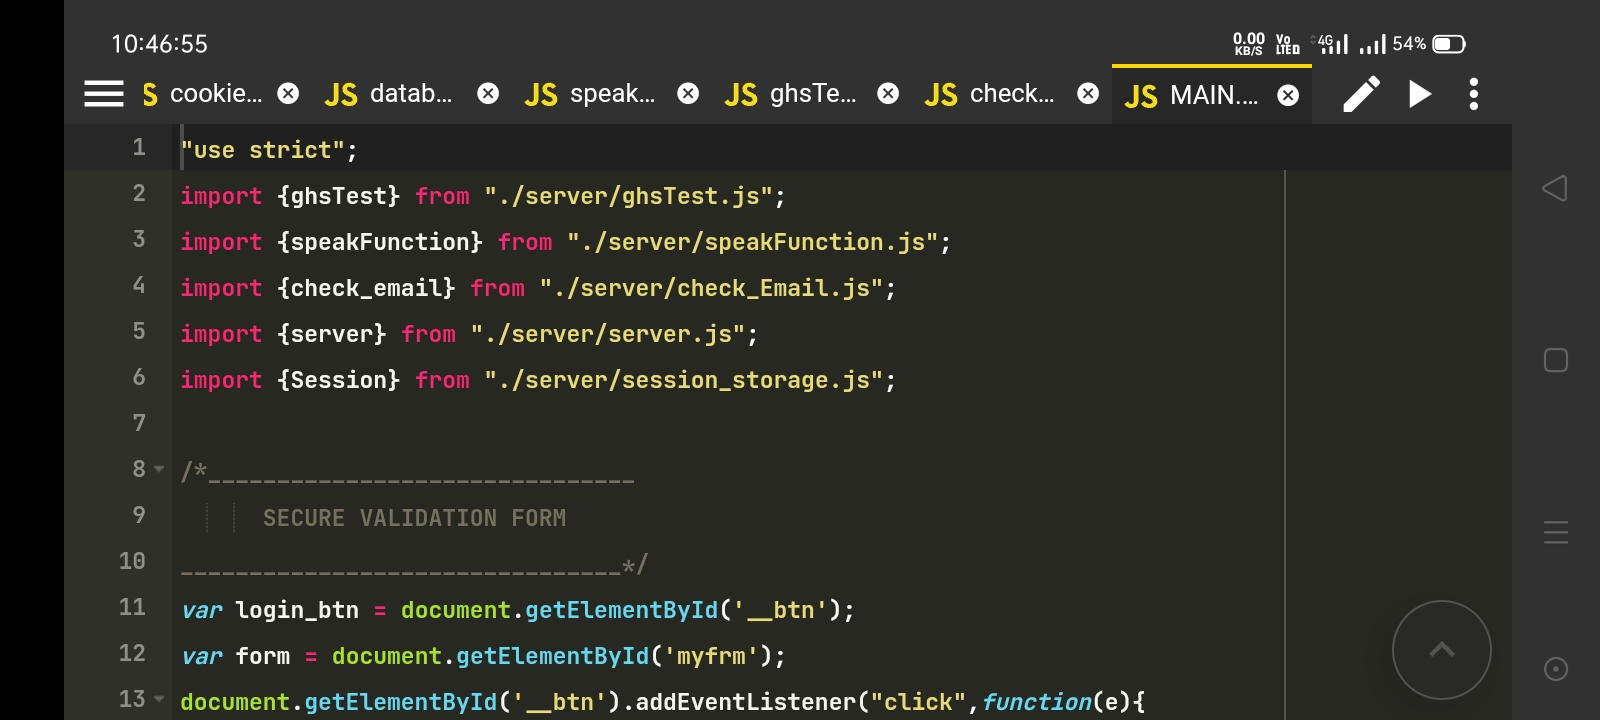 10:46:55
0.00 KB/S Vo LTED 4G 54%
S cookie... JS datab... JS speak... JS ghsTe... JS check... JS MAIN....
1 "use strict";
2 import {ghsTest} from "./server/ghsTest.js";
3 import {speakFunction} from "./server/speakFunction.js";
4 import {check_email} from "./server/check_Email.js";
5 import {server} from "./server/server.js";
6 import {Session} from "./server/session_storage.js";
7
8 /*_______________________________
9 SECURE VALIDATION FORM
10 ________________________________*/
11 var login_btn = document.getElementById('__btn');
12 var form = document.getElementById('myfrm');
13 document.getElementById('__btn').addEventListener("click",function(e){